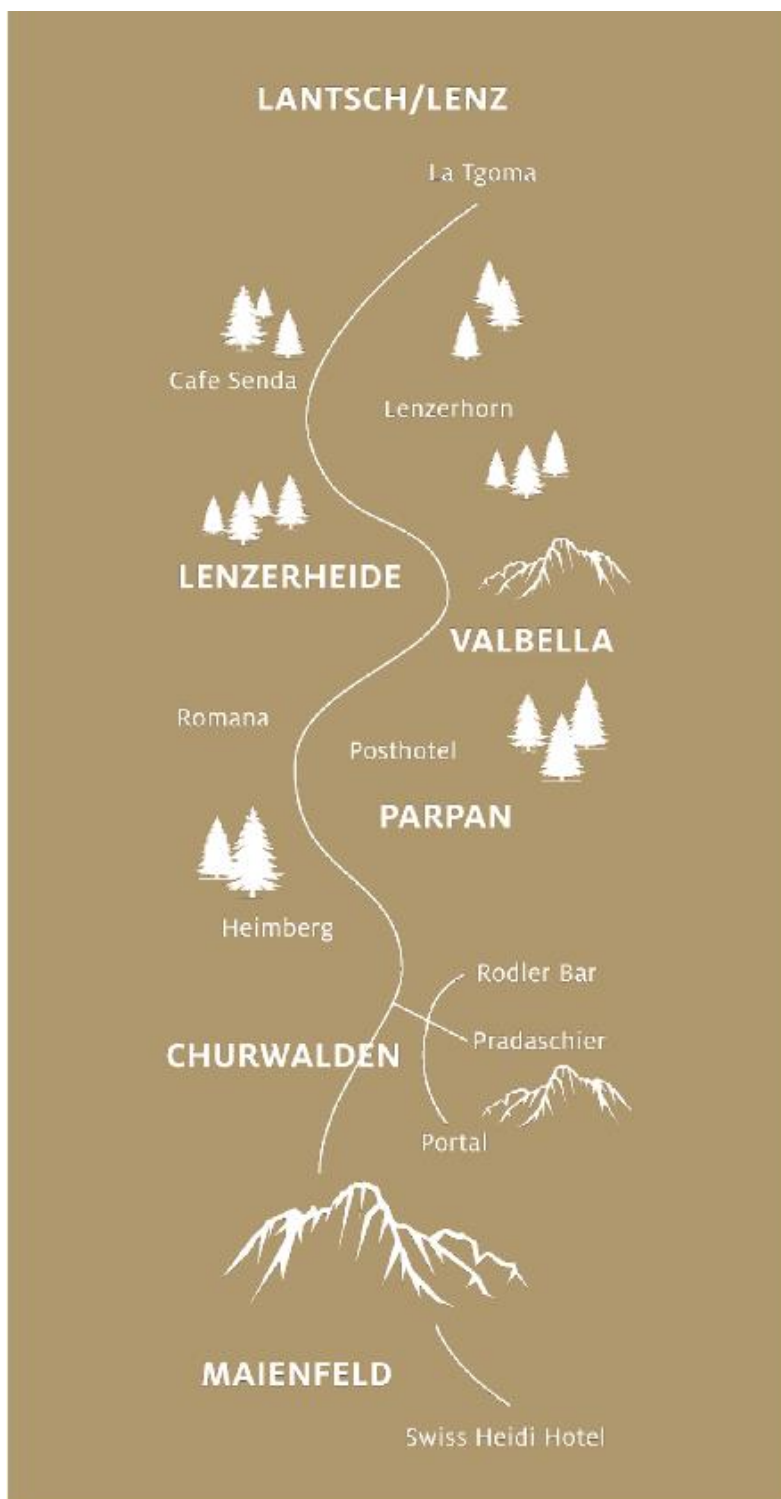 LANTSCH/LENZ
La Tgoma
Cafe Senda
Lenzerhorn
LENZERHEIDE
VALBELLA
Romana
Posthotel
PARPAN
Heimberg
Rodler Bar
Pradaschier
CHURWALDEN
Portal
MAIENFELD
Swiss Heidi Hotel